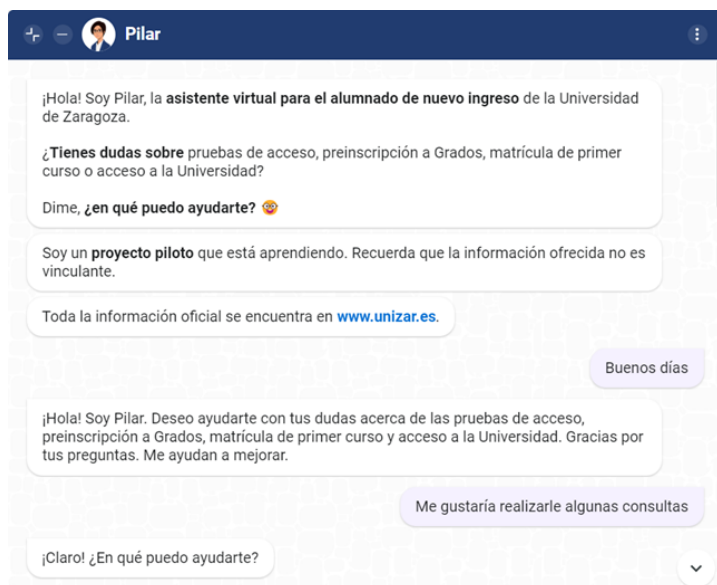 Pilar
¡Hola! Soy Pilar, la asistente virtual para el alumnado de nuevo ingreso de la Universidad
de Zaragoza.
¿Tienes dudas sobre pruebas de acceso, preinscripción a Grados, matrícula de primer
curso o acceso a la Universidad?
Dime, ¿en qué puedo ayudarte? 🤓
Soy un proyecto piloto que está aprendiendo. Recuerda que la información ofrecida no es
vinculante.
Toda la información oficial se encuentra en www.unizar.es.
Buenos días
¡Hola! Soy Pilar. Deseo ayudarte con tus dudas acerca de las pruebas de acceso,
preinscripción a Grados, matrícula de primer curso y acceso a la Universidad. Gracias por
tus preguntas. Me ayudan a mejorar.
Me gustaría realizarle algunas consultas
¡Claro! ¿En qué puedo ayudarte?